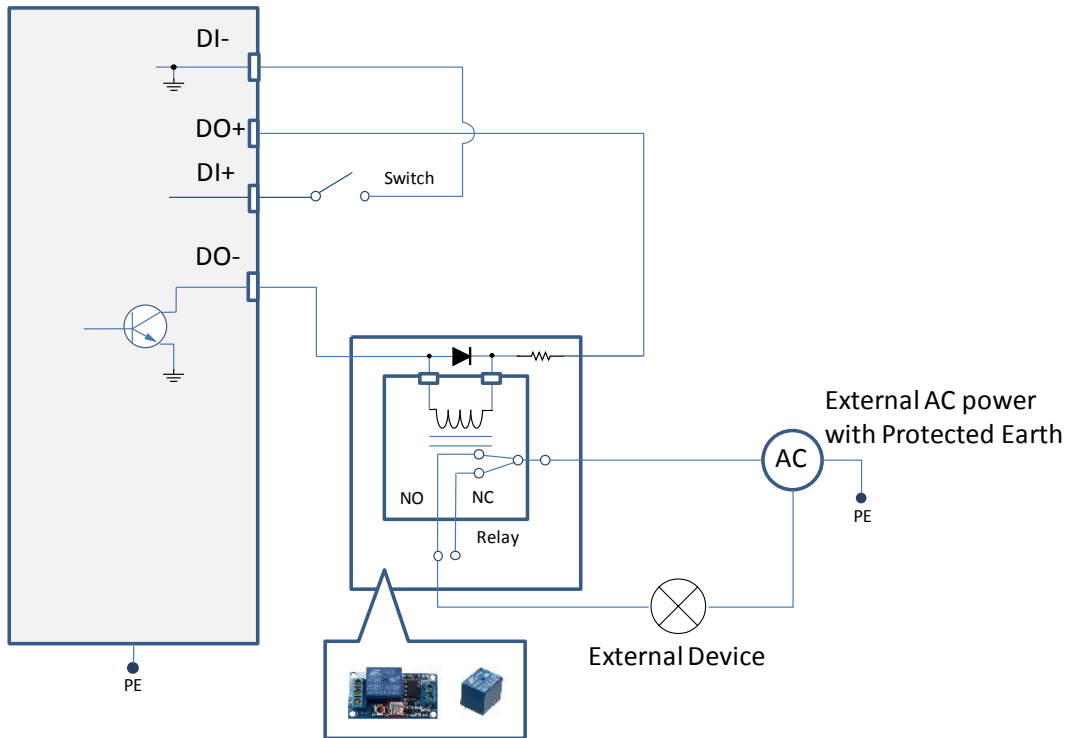 DI-
DO+
DI+
Switch
DO-
External AC power
with Protected Earth
AC
NO
NC
PE
Relay
External Device
PE